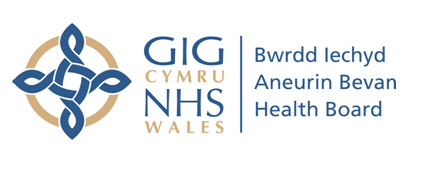 GIG
CYMRU
NHS
WALES
Bwrdd Iechyd
Aneurin Bevan
Health Board